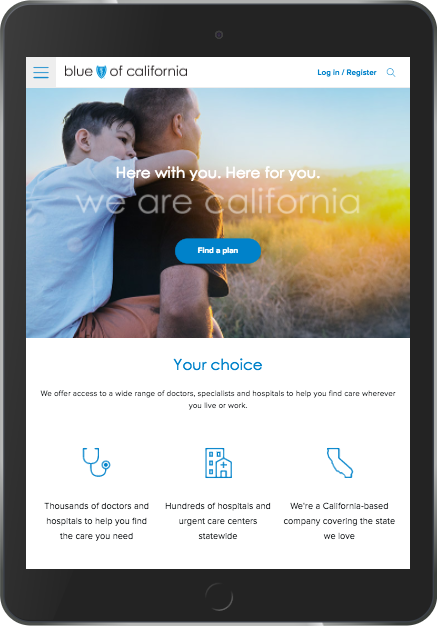 blue of california
Log in / Register
Here with you. Here for you.
we are california
Find a plan
Your choice
We offer access to a wide range of doctors, specialists and hospitals to help you find care wherever
you live or work.
Thousands of doctors and
hospitals to help you find
the care you need
Hundreds of hospitals and
urgent care centers
statewide
We're a California-based
company covering the state
we love